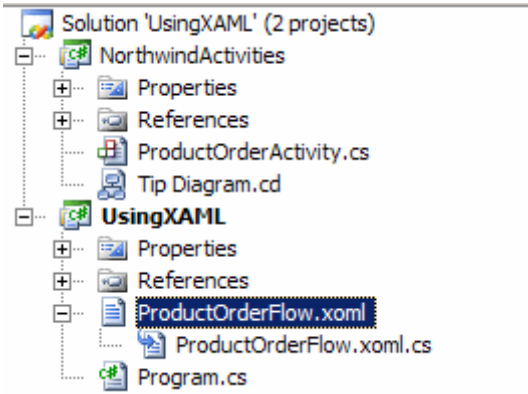 Solution 'UsingXAML' (2 projects)
NorthwindActivities
Properties
References
ProductOrderActivity.cs
Tip Diagram.cd
UsingXAML
Properties
References
ProductOrderFlow.xoml
ProductOrderFlow.xoml.cs
Program.cs